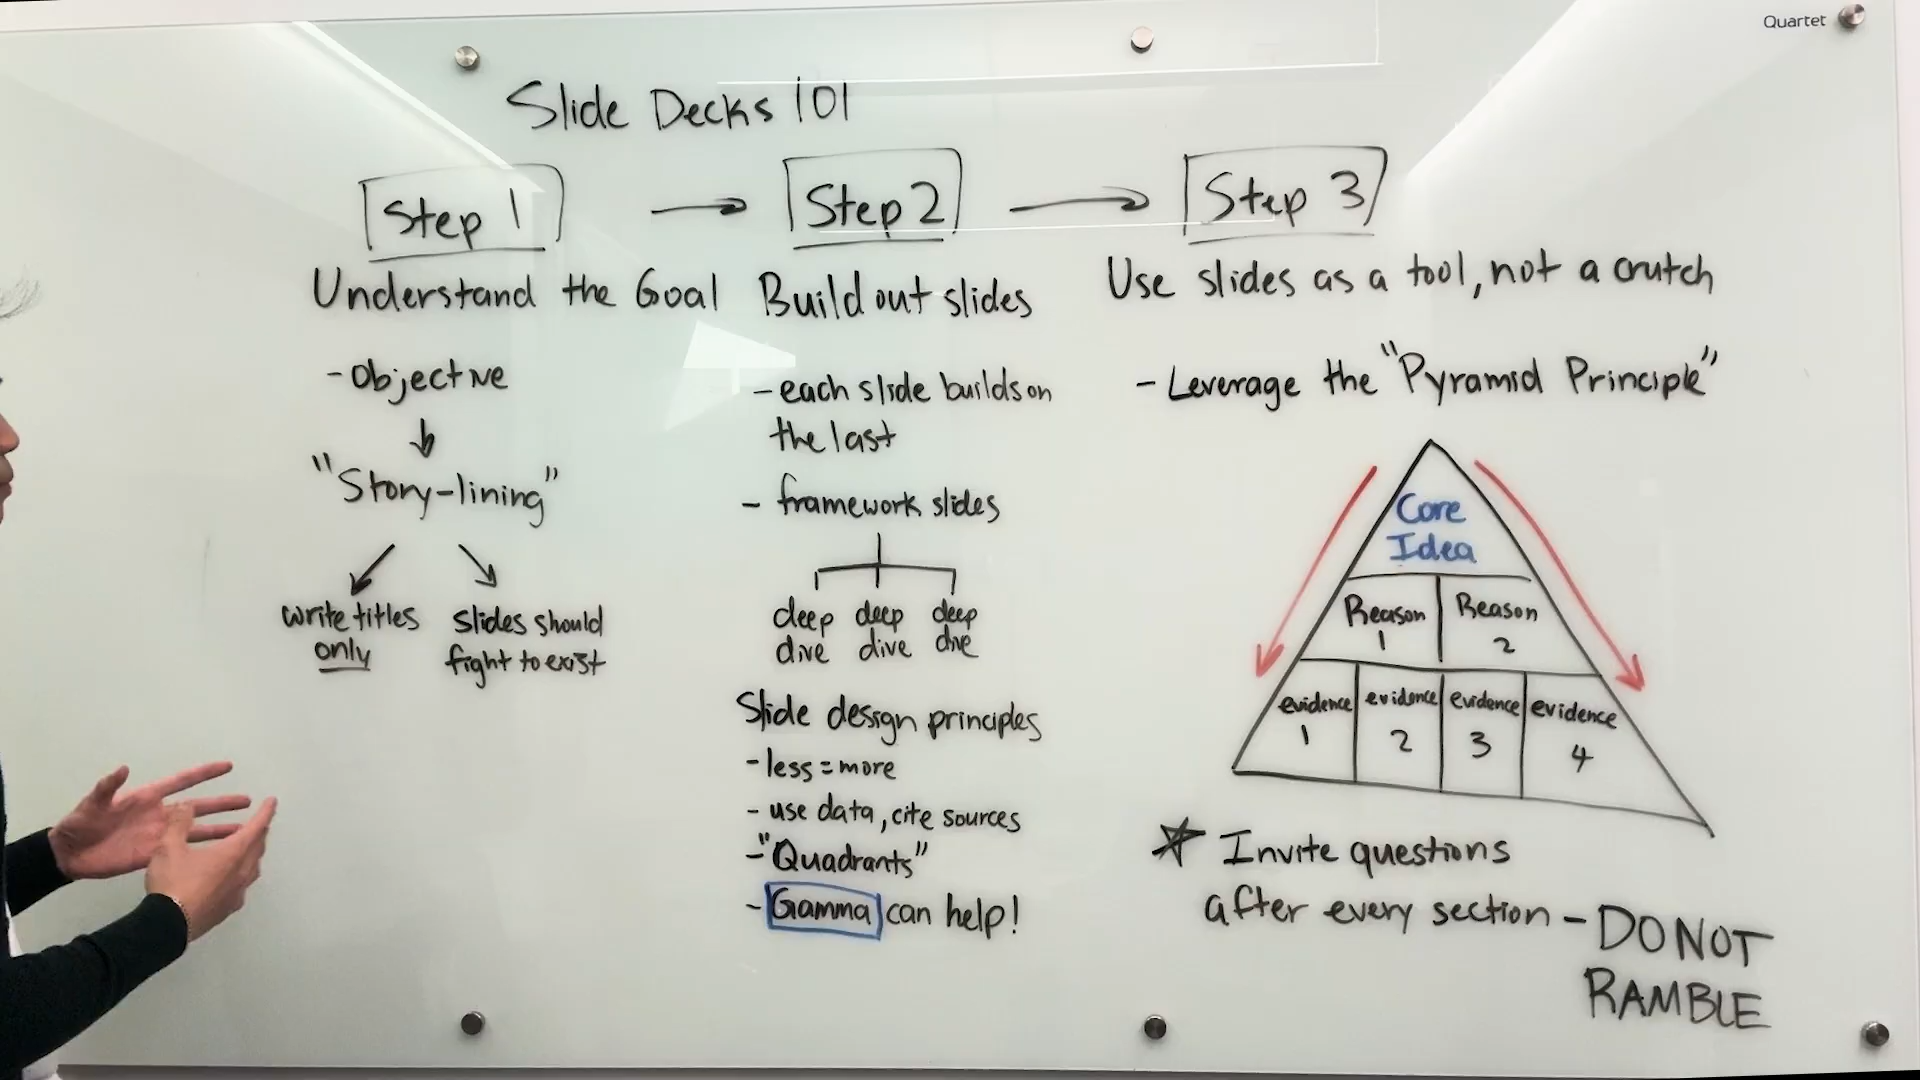 Quartet
Slide Decks 101
Step 1
Understand the Goal
- Objective
"Story-lining"
write titles
only
slides should
fight to exist
Step 2
Build out slides
- each slide builds on
the last
- framework slides
deep
dive
deep
dive
deep
dive
Slide design principles
- less = more
- use data, cite sources
- "Quadrants"
- Gamma can help!
Step 3
Use slides as a tool, not a crutch
- Leverage the "Pyramid Principle"
Core
Idea
Reason
1
Reason
2
evidence
1
evidence
2
evidence
3
evidence
4
Invite questions
after every section - DO NOT
RAMBLE